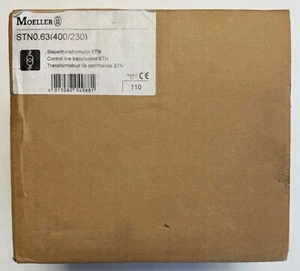 MOELLER
STN0,63(400/230)
Steuertransformator STN
Control line transformer STN
Transformateur de commande STN
CE
110